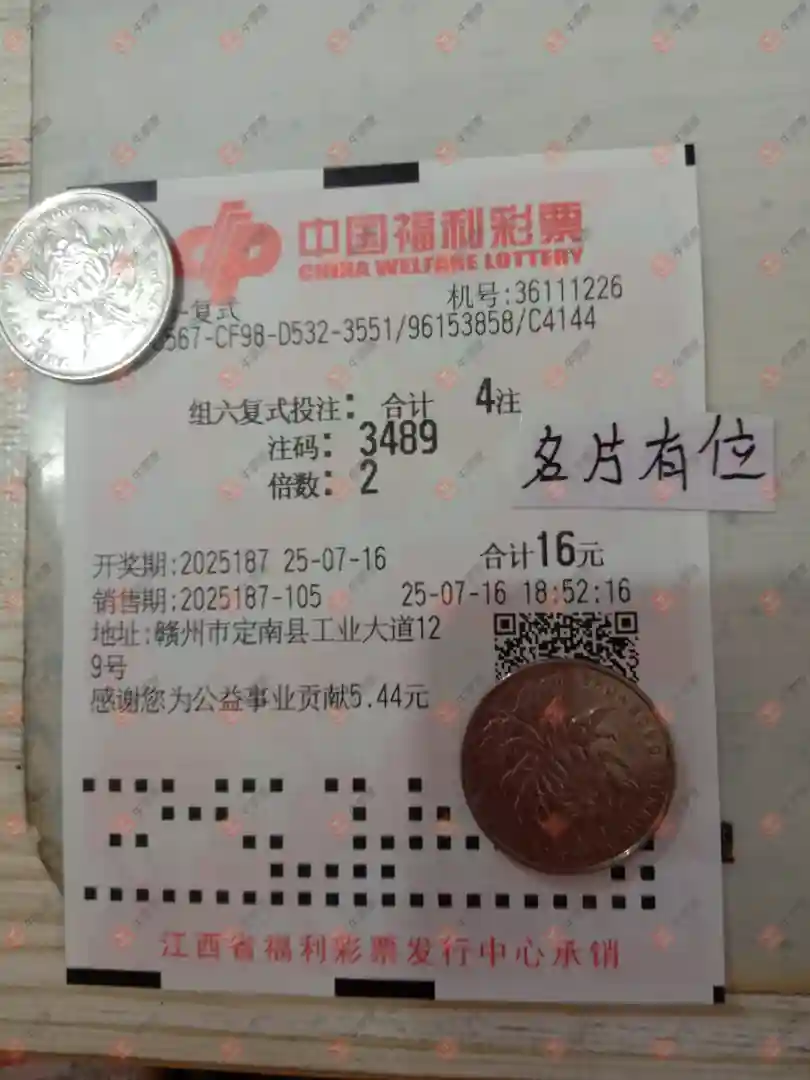 中国福利彩票
CHINA WELFARE LOTTERY
复式
机号:36111226
567-CF98-D532-3551/96153858/C4144
组六复式投注: 合计 4注
注码: 3489
倍数: 2
名片有位
开奖期:2025187 25-07-16 合计16元
销售期:2025187-105 25-07-16 18:52:16
地址:赣州市定南县工业大道12
9号
感谢您为公益事业贡献5.44元
江西省福利彩票发行中心承销